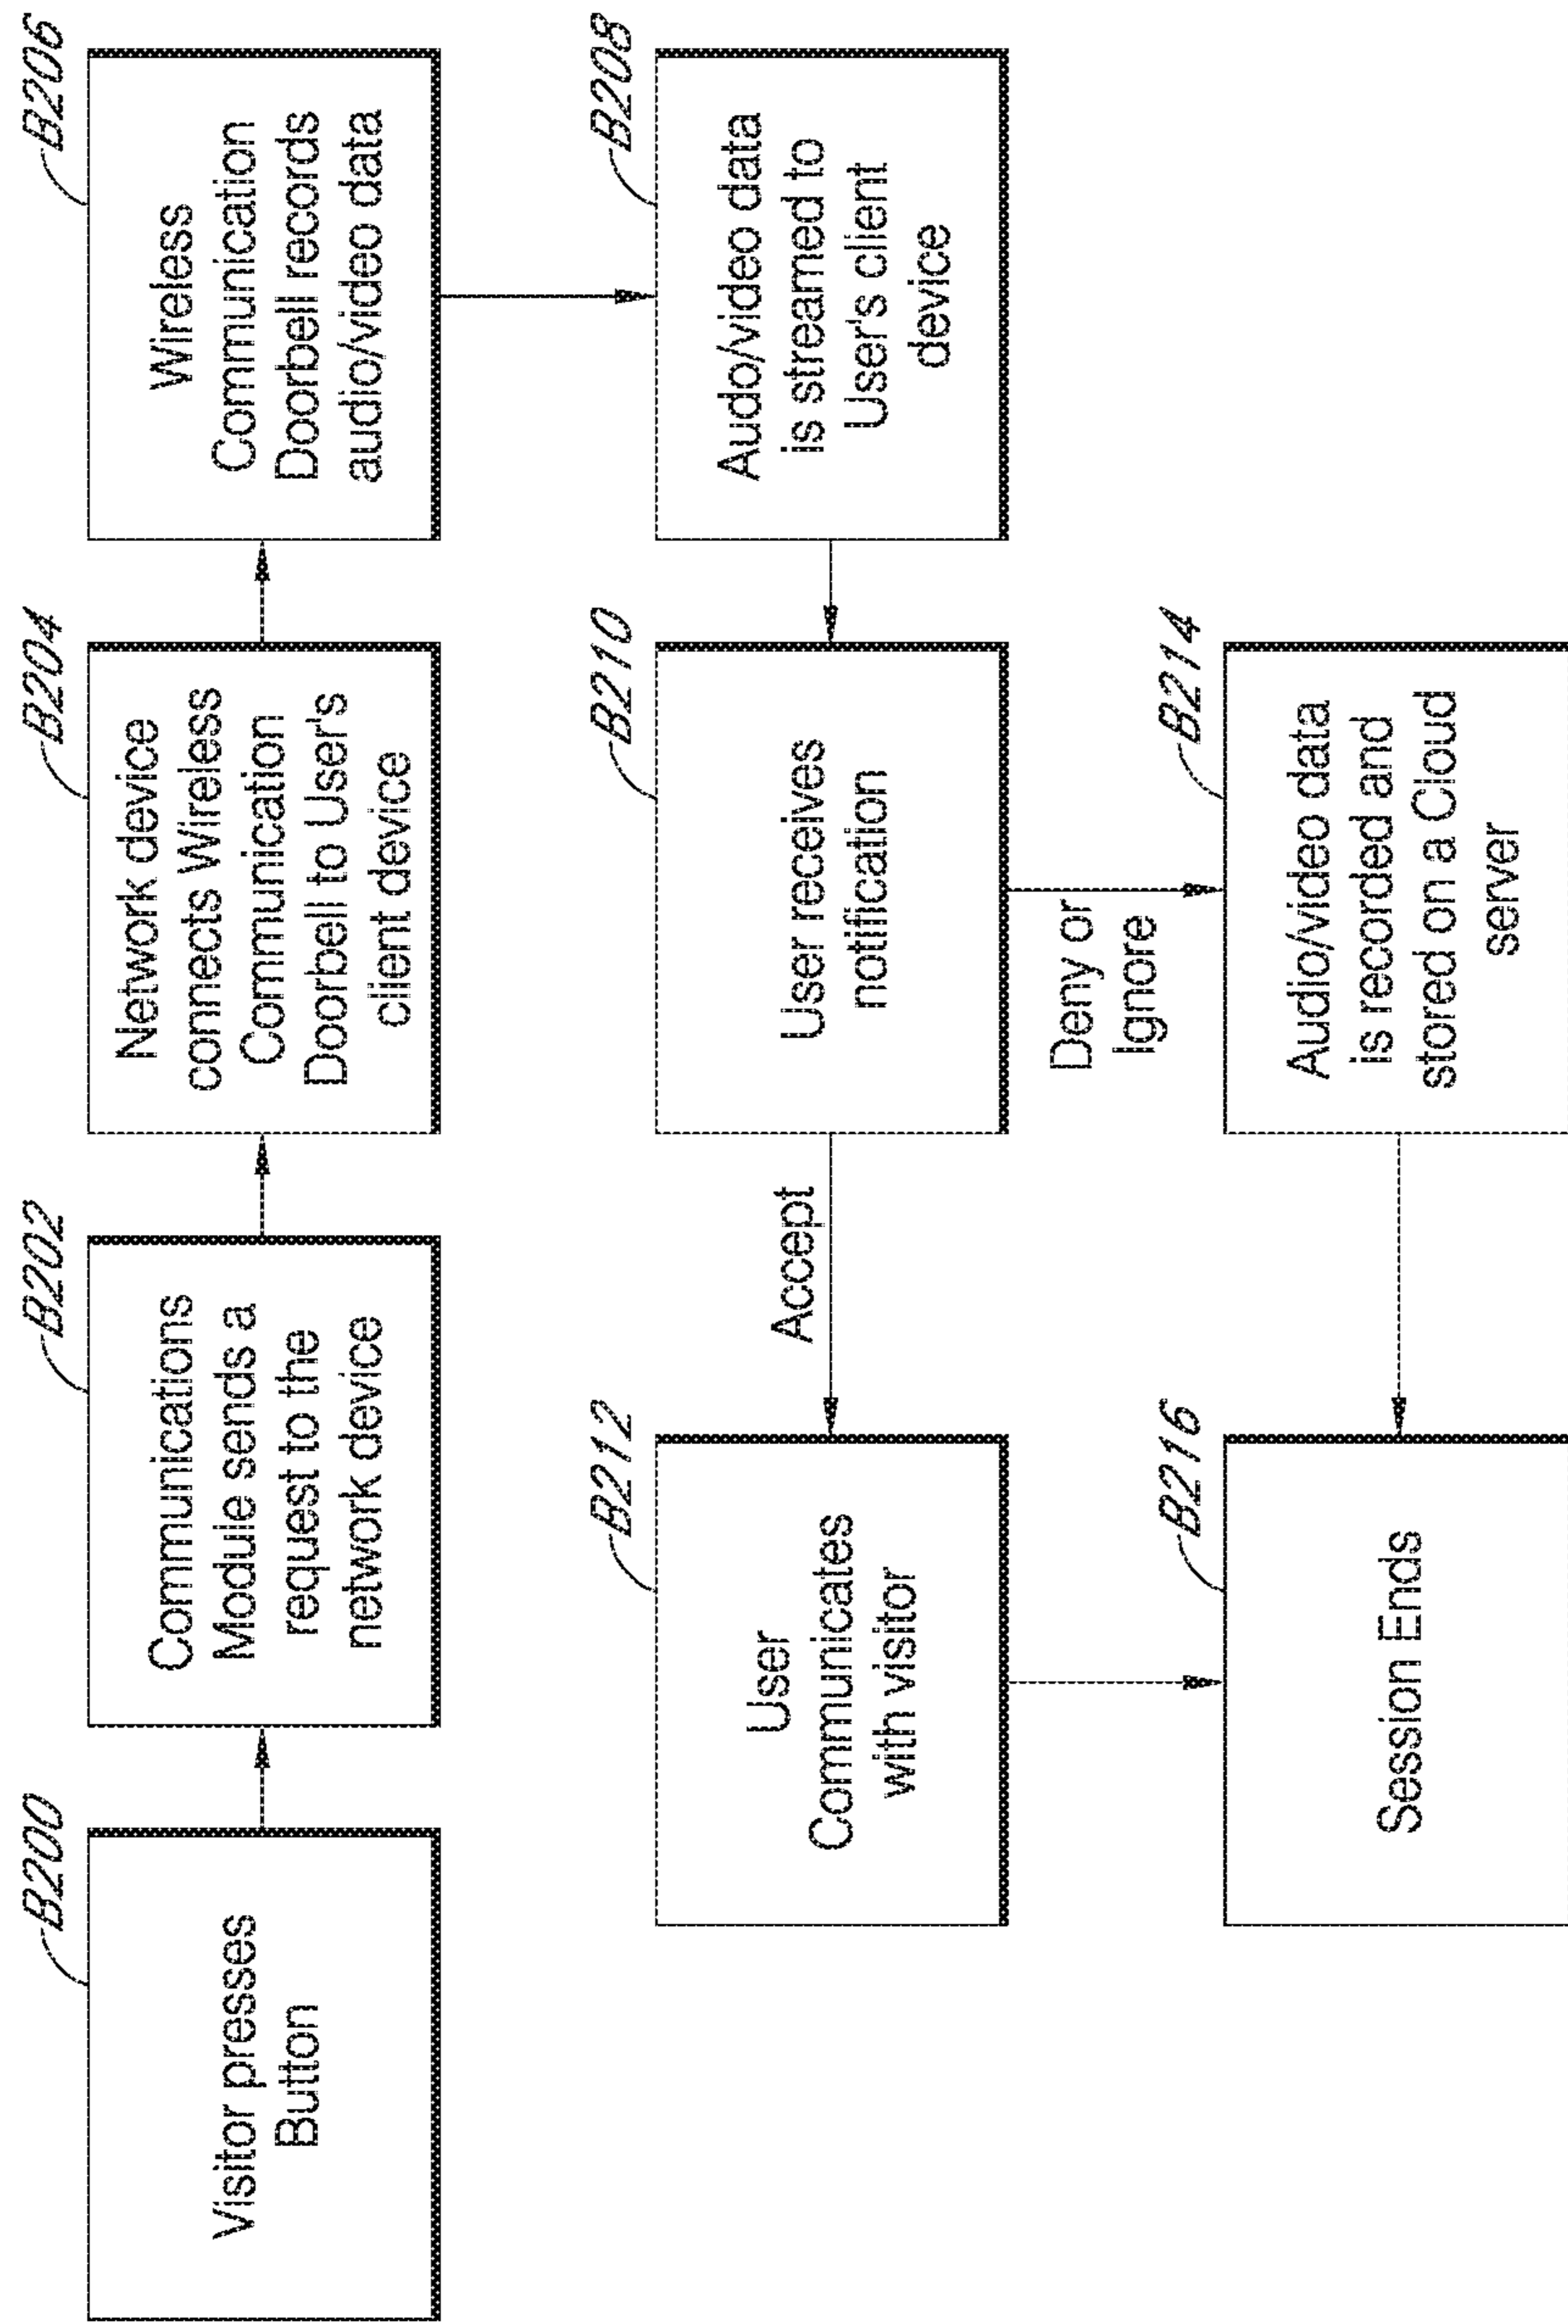 B200
Visitor presses
Button
B202
Communications
Module sends a
request to the
network device
B204
Network device
connects Wireless
Communication
Doorbell to User's
client device
B206
Wireless
Communication
Doorbell records
audio/video data
B208
Audo/video data
is streamed to
User's client
device
B210
User receives
notification
Accept
Deny or
Ignore
B212
User
Communicates
with visitor
B214
Audio/video data
is recorded and
stored on a Cloud
server
B216
Session Ends